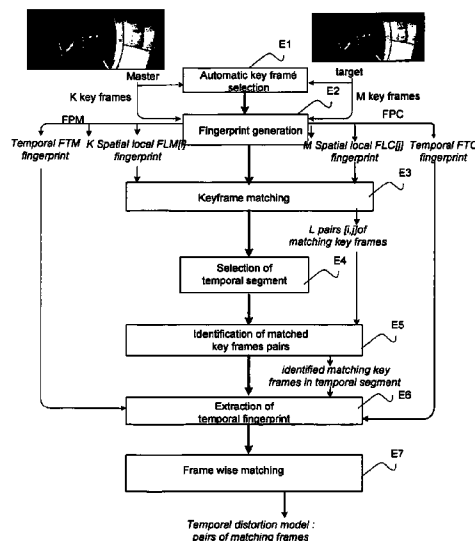 E1
Master
target
Automatic key frame
selection
K key frames
M key frames
E2
FPM
FPC
Fingerprint generation
Temporal FTM
fingerprint
K Spatial local FLM[i]
fingerprint
M Spatial local FLC[j]
fingerprint
Temporal FTC
fingerprint
E3
Keyframe matching
L pairs [i,j]of
matching key frames
E4
Selection of
temporal segment
E5
Identification of matched
key frames pairs
identified matching key
frames in temporal segment
E6
Extraction of
temporal fingerprint
E7
Frame wise matching
Temporal distortion model :
pairs of matching frames